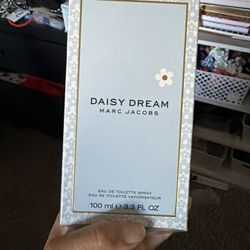 DAISY DREAM
MARC JACOBS
EAU DE TOILETTE SPRAY
EAU DE TOILETTE VAPORISATEUR
100 ml ℮ 3.3 FL OZ